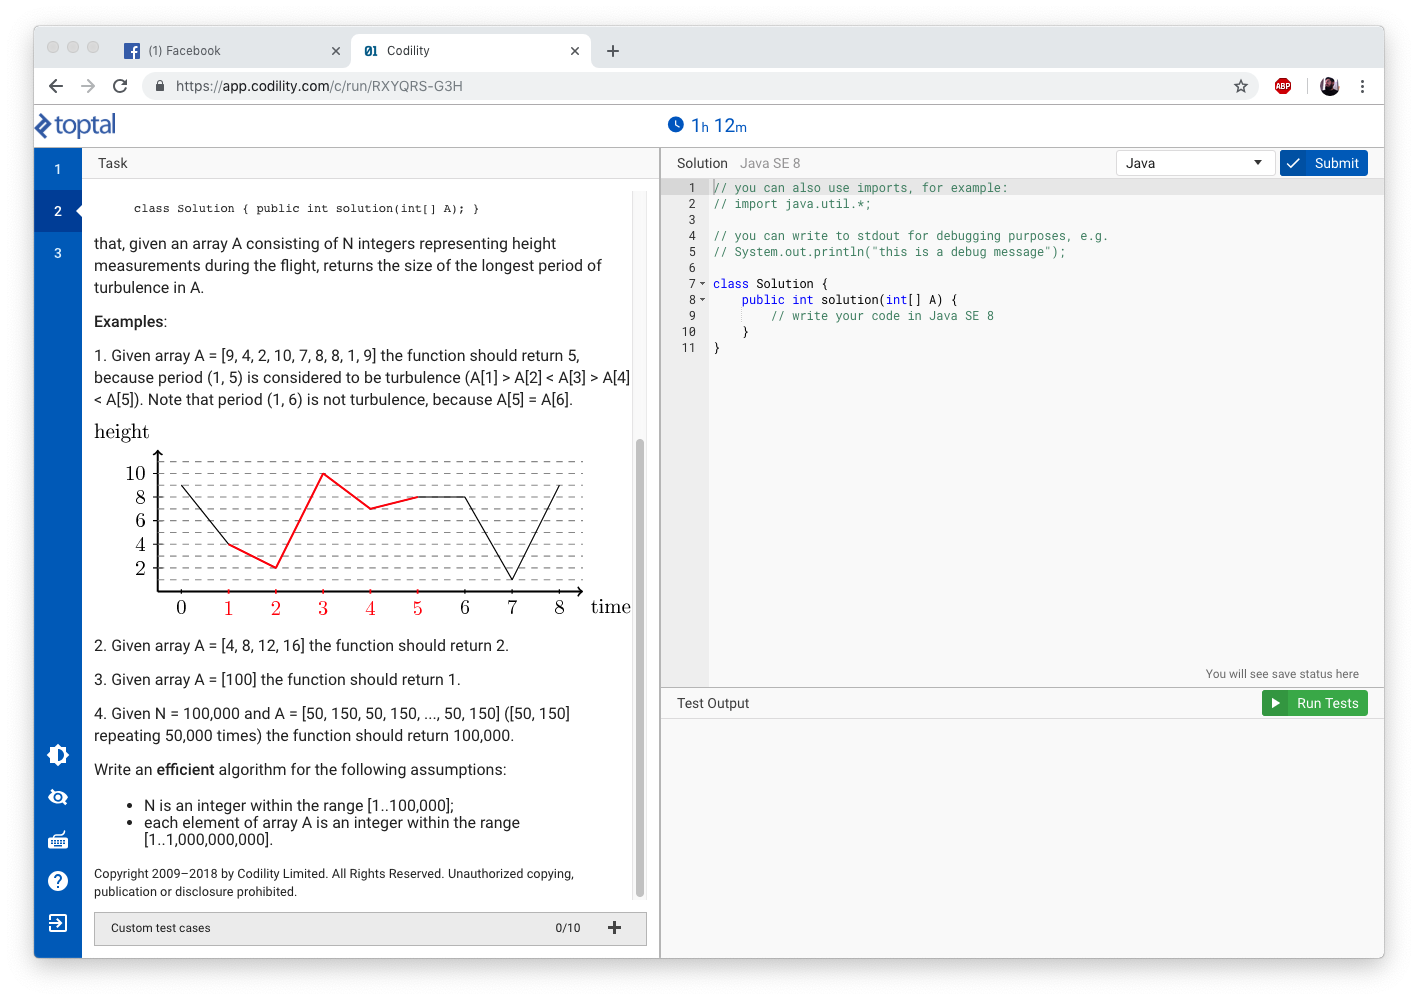 (1) Facebook
Codility
https://app.codility.com/c/run/RXYQRS-G3H
ABP
toptal
1h 12m
1
2
3
Task
class Solution { public int solution(int[] A); }
that, given an array A consisting of N integers representing height
measurements during the flight, returns the size of the longest period of
turbulence in A.
Examples:
1. Given array A = [9, 4, 2, 10, 7, 8, 8, 1, 9] the function should return 5,
because period (1, 5) is considered to be turbulence (A[1] > A[2] < A[3] > A[4]
< A[5]). Note that period (1, 6) is not turbulence, because A[5] = A[6].
height
10
8
6
4
2
0 1 2 3 4 5 6 7 8 time
2. Given array A = [4, 8, 12, 16] the function should return 2.
3. Given array A = [100] the function should return 1.
4. Given N = 100,000 and A = [50, 150, 50, 150, ..., 50, 150] ([50, 150]
repeating 50,000 times) the function should return 100,000.
Write an efficient algorithm for the following assumptions:
• N is an integer within the range [1..100,000];
• each element of array A is an integer within the range
[1..1,000,000,000].
Copyright 2009–2018 by Codility Limited. All Rights Reserved. Unauthorized copying,
publication or disclosure prohibited.
Custom test cases 0/10
Solution Java SE 8
Java
Submit
1 // you can also use imports, for example:
2 // import java.util.*;
3
4 // you can write to stdout for debugging purposes, e.g.
5 // System.out.println("this is a debug message");
6
7 class Solution {
8 public int solution(int[] A) {
9 // write your code in Java SE 8
10 }
11 }
You will see save status here
Test Output
Run Tests